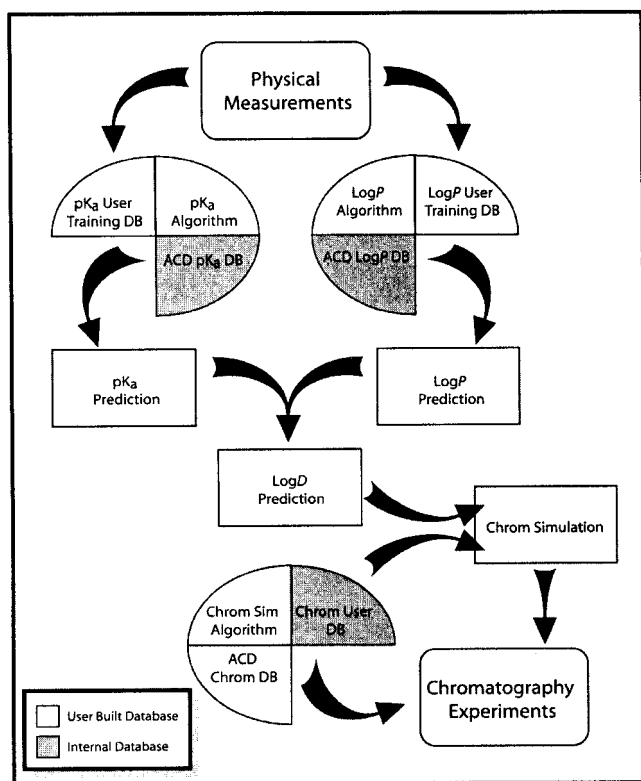 Physical
Measurements
pKa User
Training DB
pKa
Algorithm
ACD pKa DB
LogP
Algorithm
LogP User
Training DB
ACD LogP DB
pKa
Prediction
LogP
Prediction
LogD
Prediction
Chrom Simulation
Chrom Sim
Algorithm
Chrom User
DB
ACD
Chrom DB
Chromatography
Experiments
User Built Database
Internal Database